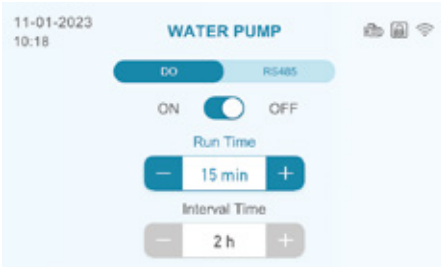 11-01-2023
10:18
WATER PUMP
DO RS485
ON OFF
Run Time
− 15 min +
Interval Time
− 2 h +